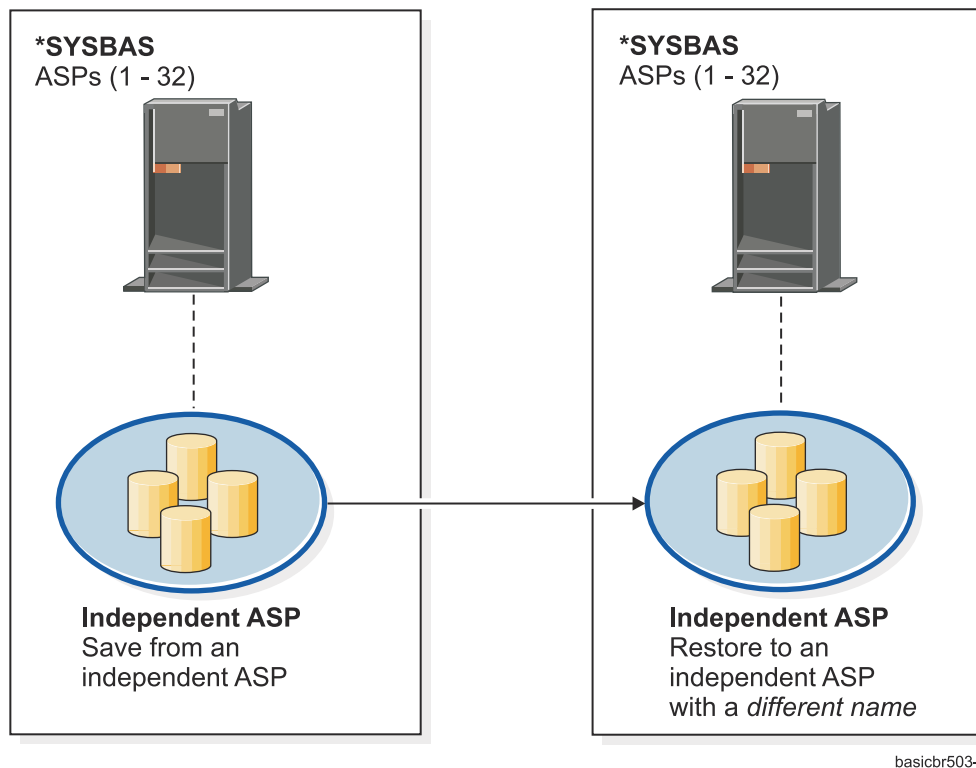 *SYSBAS
ASPs (1 - 32)
Independent ASP
Save from an
independent ASP
*SYSBAS
ASPs (1 - 32)
Independent ASP
Restore to an
independent ASP
with a different name
basicbr503-